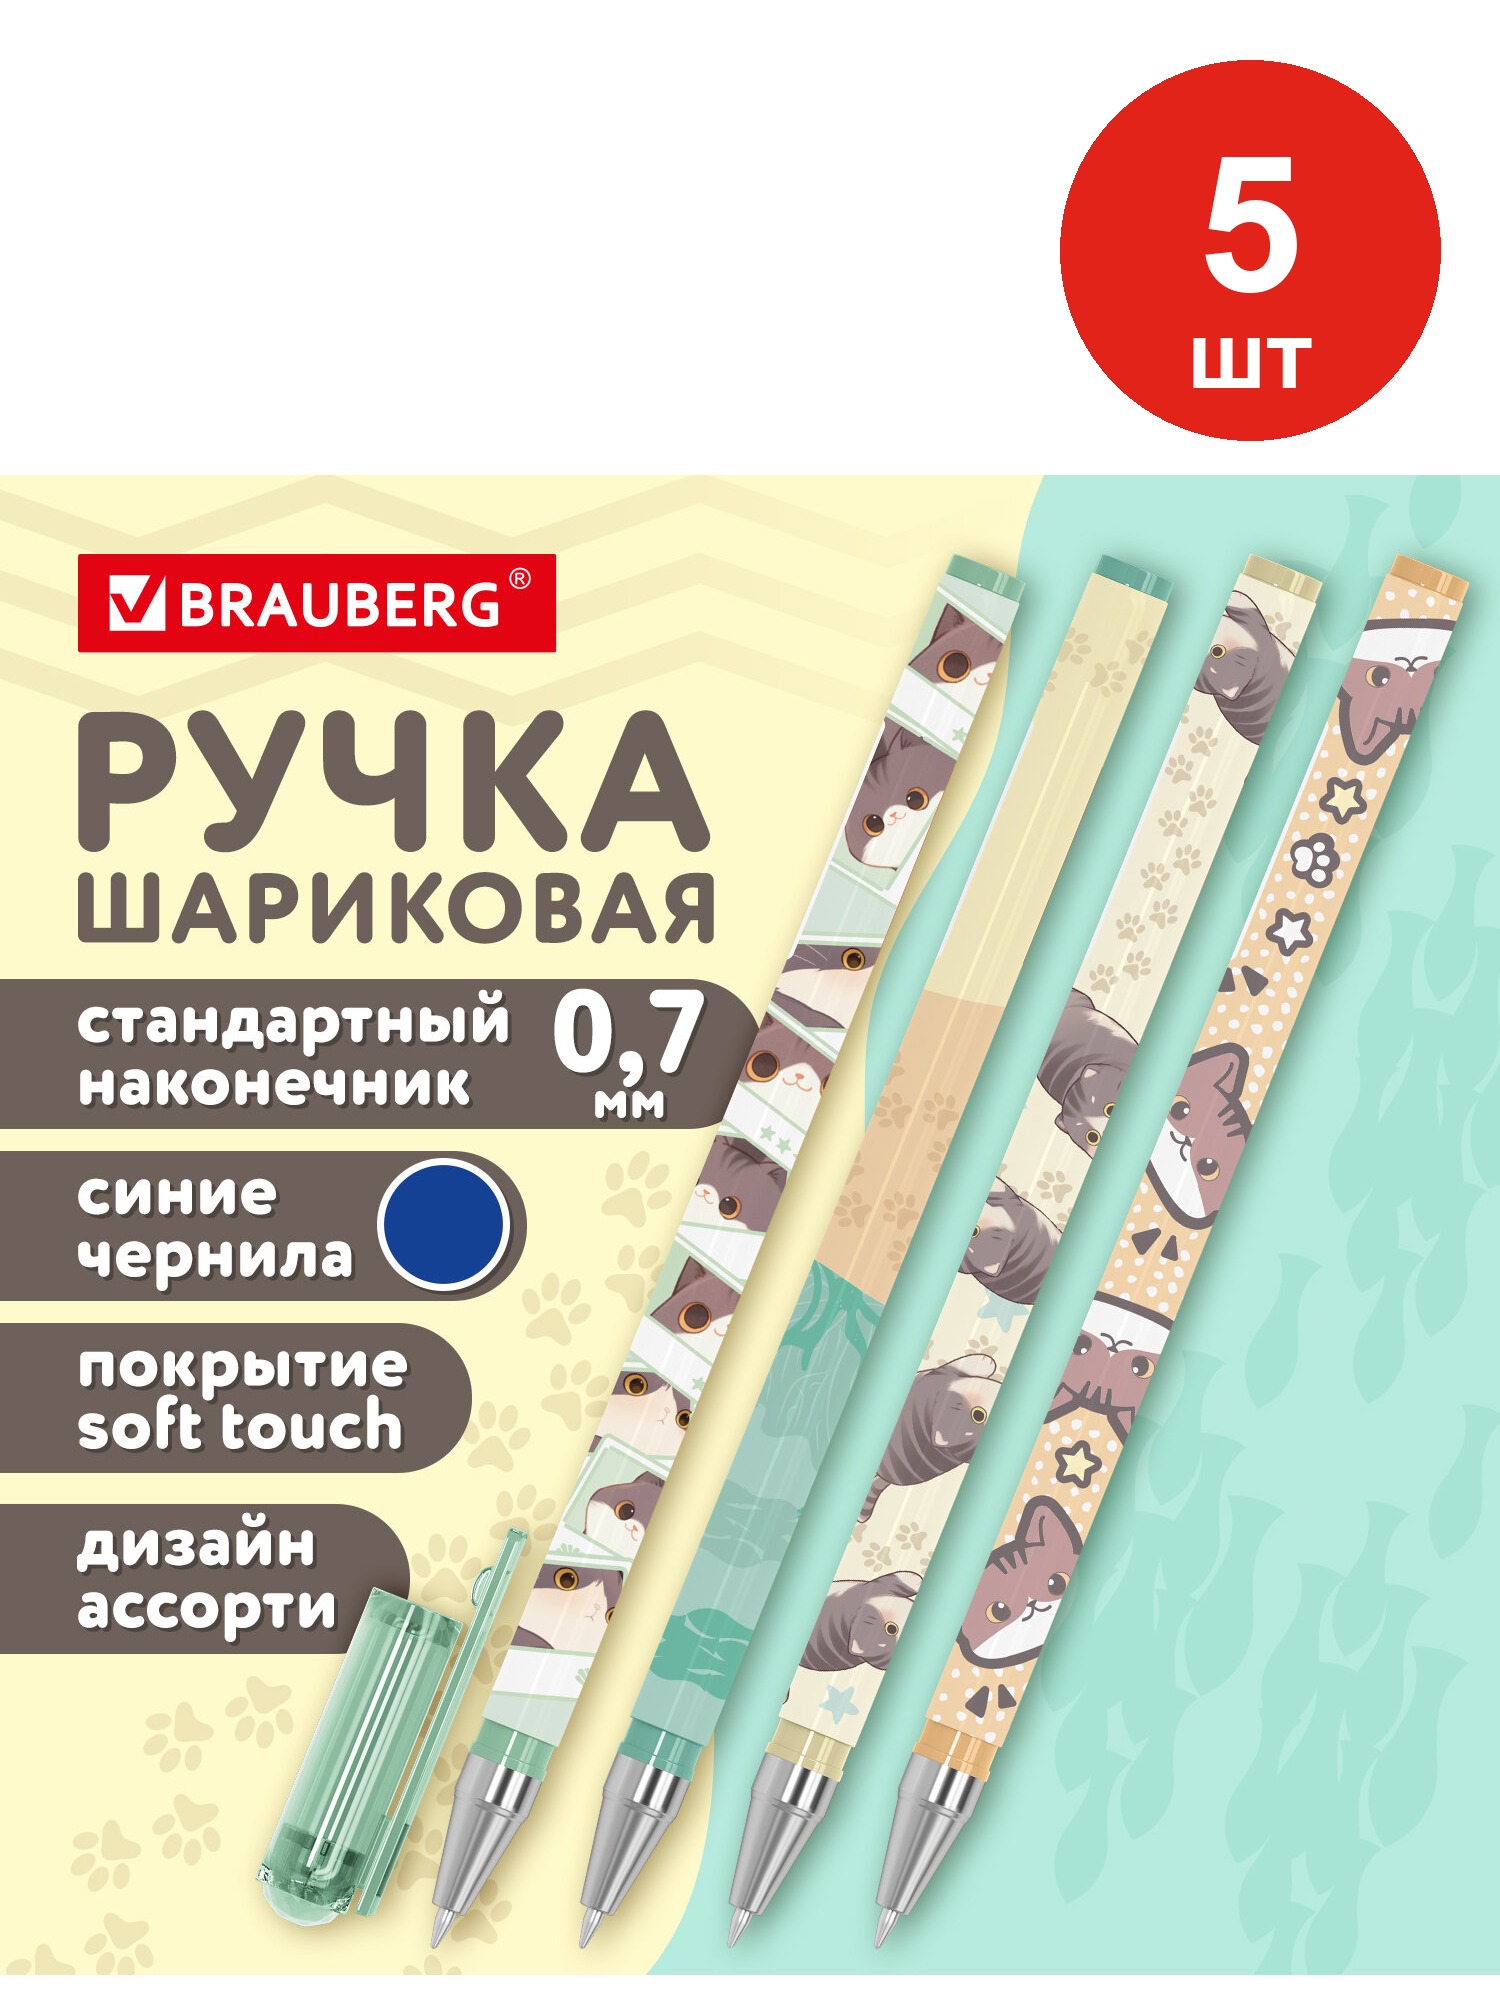 5
шт
BRAUBERG®
РУЧКА
ШАРИКОВАЯ
стандартный
наконечник
0,7
мм
синие
чернила
покрытие
soft touch
дизайн
ассорти